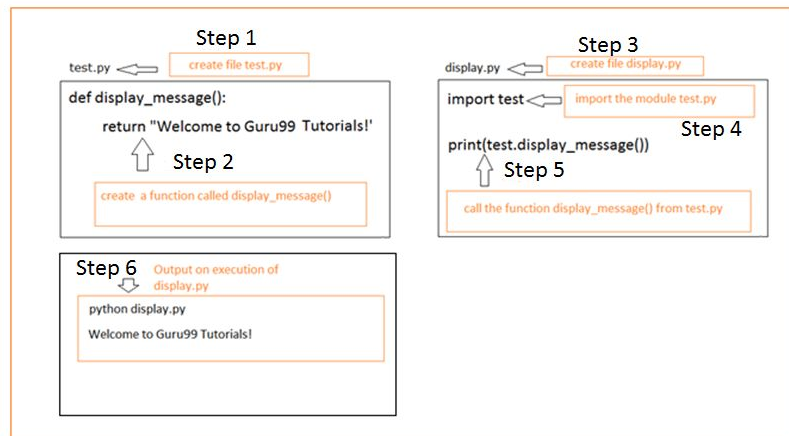 Step 1
test.py
create file test.py
def display_message():
return "Welcome to Guru99 Tutorials!'
Step 2
create a function called display_message()
Step 3
display.py
create file display.py
import test
import the module test.py
Step 4
print(test.display_message())
Step 5
call the function display_message() from test.py
Step 6
Output on execution of
display.py
python display.py
Welcome to Guru99 Tutorials!